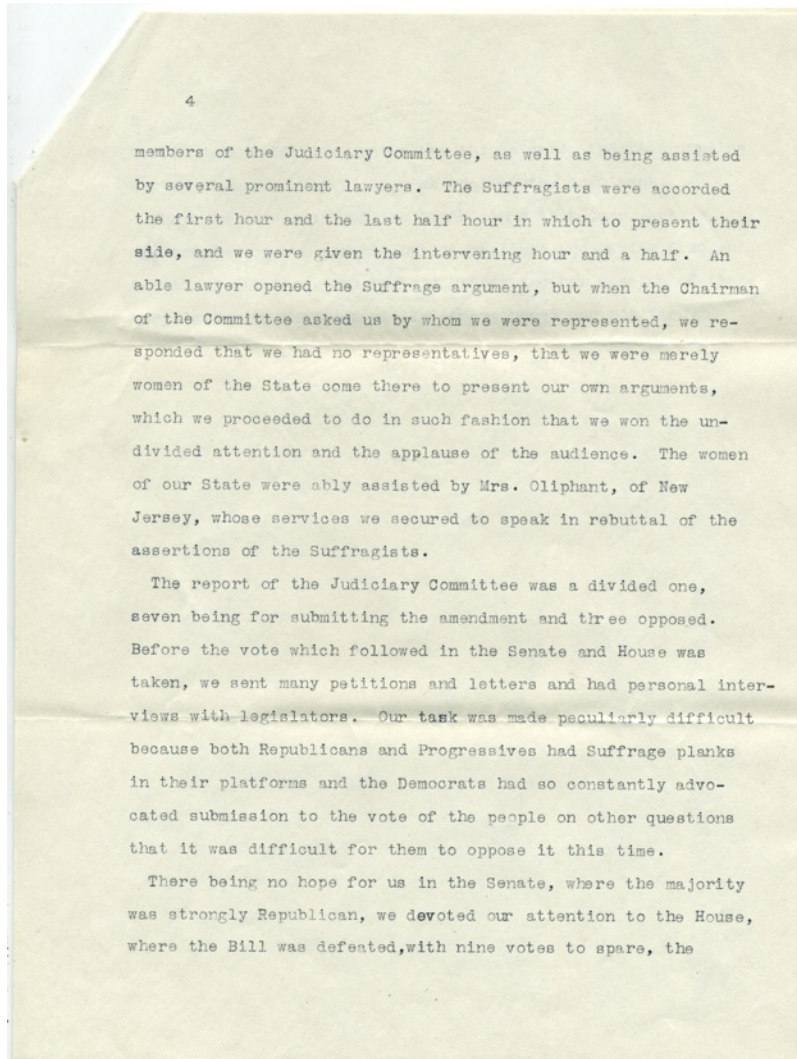 4
members of the Judiciary Committee, as well as being assisted
by several prominent lawyers. The Suffragists were accorded
the first hour and the last half hour in which to present their
side, and we were given the intervening hour and a half. An
able lawyer opened the Suffrage argument, but when the Chairman
of the Committee asked us by whom we were represented, we re-
sponded that we had no representatives, that we were merely
women of the State come there to present our own arguments,
which we proceeded to do in such fashion that we won the un-
divided attention and the applause of the audience. The women
of our State were ably assisted by Mrs. Oliphant, of New
Jersey, whose services we secured to speak in rebuttal of the
assertions of the Suffragists.
The report of the Judiciary Committee was a divided one,
seven being for submitting the amendment and three opposed.
Before the vote which followed in the Senate and House was
taken, we sent many petitions and letters and had personal inter-
views with legislators. Our task was made peculiarly difficult
because both Republicans and Progressives had Suffrage planks
in their platforms and the Democrats had so constantly advo-
cated submission to the vote of the people on other questions
that it was difficult for them to oppose it this time.
There being no hope for us in the Senate, where the majority
was strongly Republican, we devoted our attention to the House,
where the Bill was defeated,with nine votes to spare, the